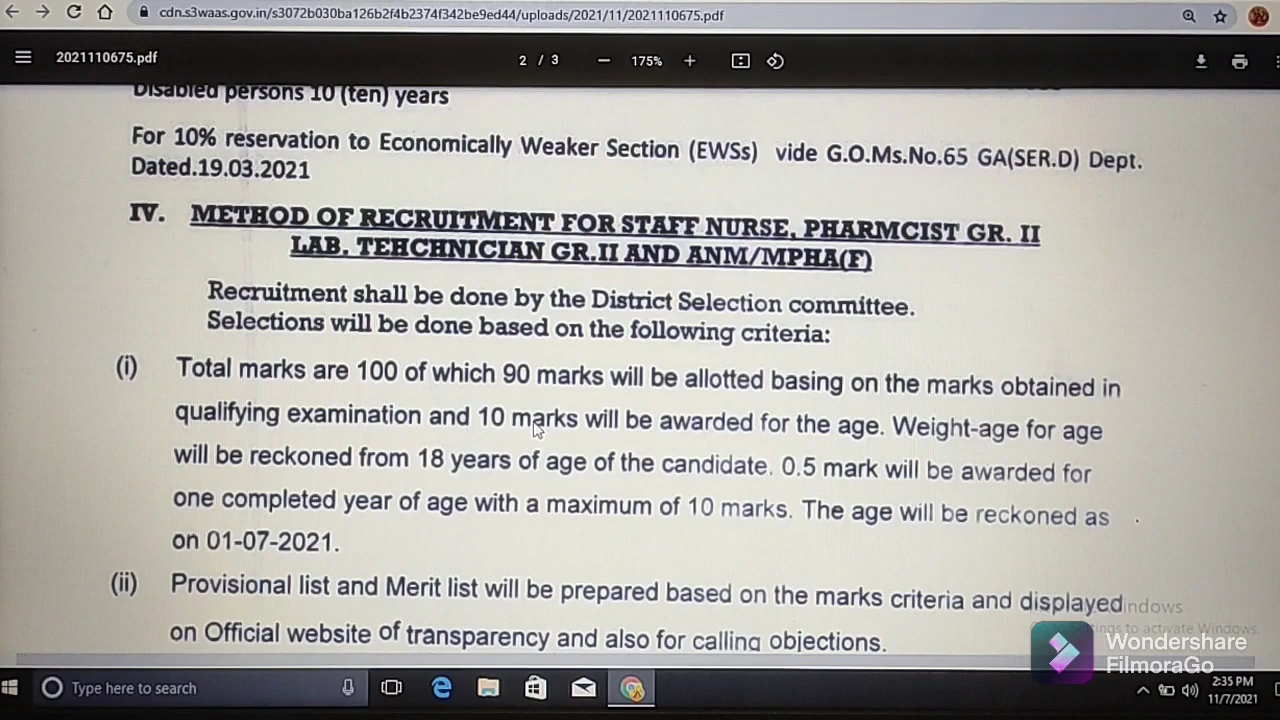 cdn.s3waas.gov.in/s3072b030ba126b2f4b2374f342be9ed44/uploads/2021/11/2021110675.pdf
2021110675.pdf
2 / 3
175%
Disabled persons 10 (ten) years
For 10% reservation to Economically Weaker Section (EWSs) vide G.O.Ms.No.65 GA(SER.D) Dept.
Dated.19.03.2021
IV. METHOD OF RECRUITMENT FOR STAFF NURSE, PHARMCIST GR. II
LAB. TEHCHNICIAN GR.II AND ANM/MPHA(F)
Recruitment shall be done by the District Selection committee.
Selections will be done based on the following criteria:
(i) Total marks are 100 of which 90 marks will be allotted basing on the marks obtained in
qualifying examination and 10 marks will be awarded for the age. Weight-age for age
will be reckoned from 18 years of age of the candidate. 0.5 mark will be awarded for
one completed year of age with a maximum of 10 marks. The age will be reckoned as
on 01-07-2021.
(ii) Provisional list and Merit list will be prepared based on the marks criteria and displayed
on Official website of transparency and also for calling objections.
Windows
to Settings to activate Windows.
Wondershare
FilmoraGo
Type here to search
2:35 PM
11/7/2021